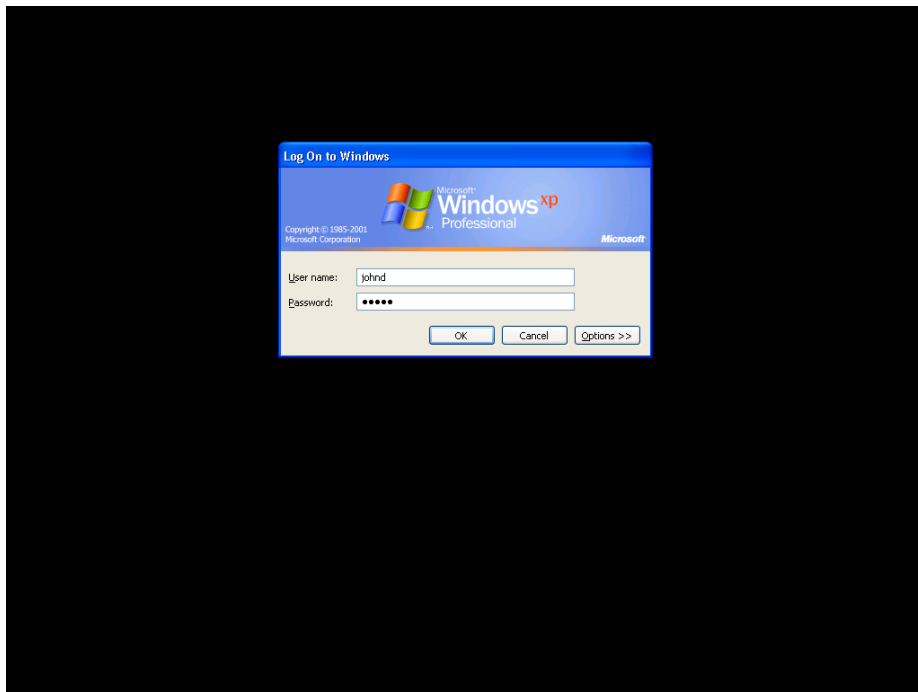 Log On to Windows
Microsoft
Windows xp
Professional
Copyright © 1985-2001
Microsoft Corporation
Microsoft
User name: johnd
Password: •••••
OK Cancel Options >>